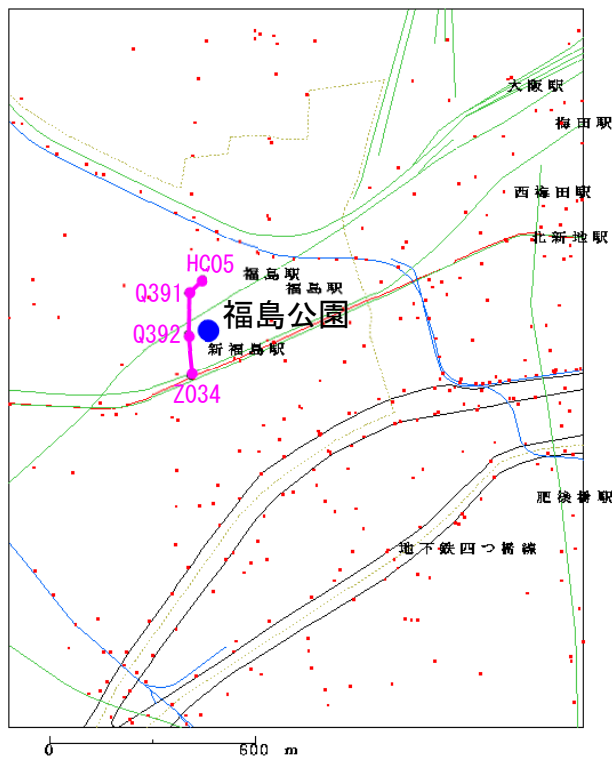 大阪駅
梅田駅
西梅田駅
北新地駅
HC05
福島駅
Q391
福島駅
福島公園
Q392
新福島駅
Z034
肥後橋駅
地下鉄四つ橋線
0 600 m